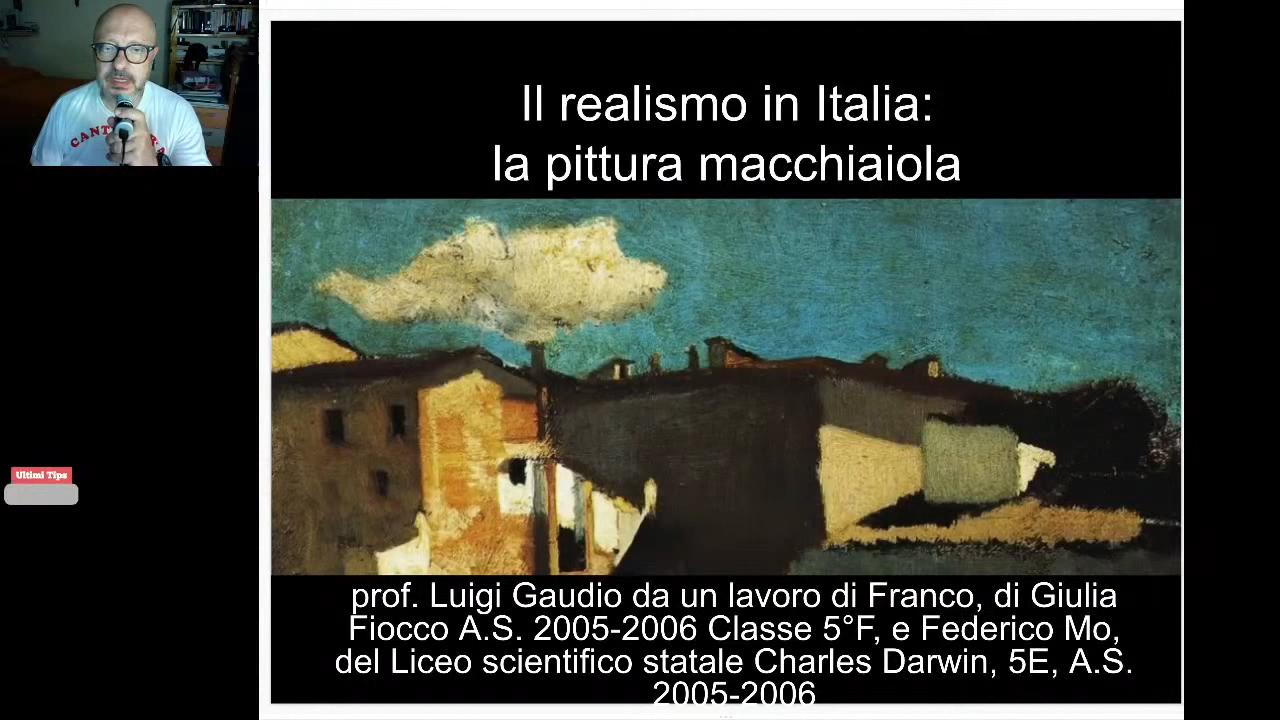 Il realismo in Italia:
la pittura macchiaiola
prof. Luigi Gaudio da un lavoro di Franco, di Giulia
Fiocco A.S. 2005-2006 Classe 5°F, e Federico Mo,
del Liceo scientifico statale Charles Darwin, 5E, A.S.
2005-2006
Ultimi Tips